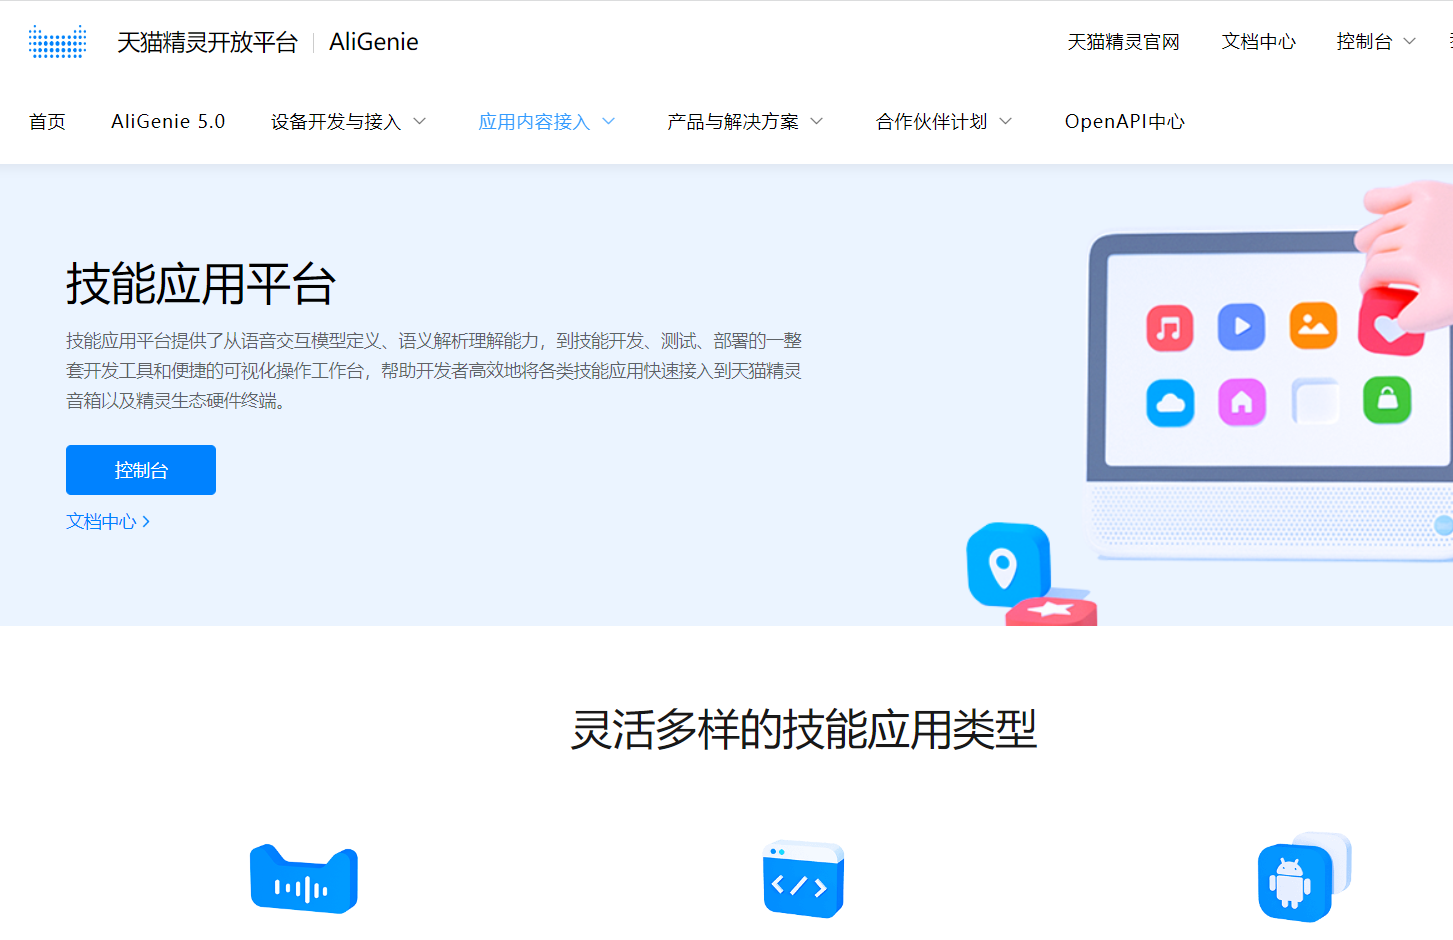 天猫精灵开放平台 AliGenie 天猫精灵官网 文档中心 控制台
首页 AliGenie 5.0 设备开发与接入 应用内容接入 产品与解决方案 合作伙伴计划 OpenAPI中心
技能应用平台
技能应用平台提供了从语音交互模型定义、语义解析理解能力，到技能开发、测试、部署的一整
套开发工具和便捷的可视化操作工作台，帮助开发者高效地将各类技能应用快速接入到天猫精灵
音箱以及精灵生态硬件终端。
控制台
文档中心
灵活多样的技能应用类型